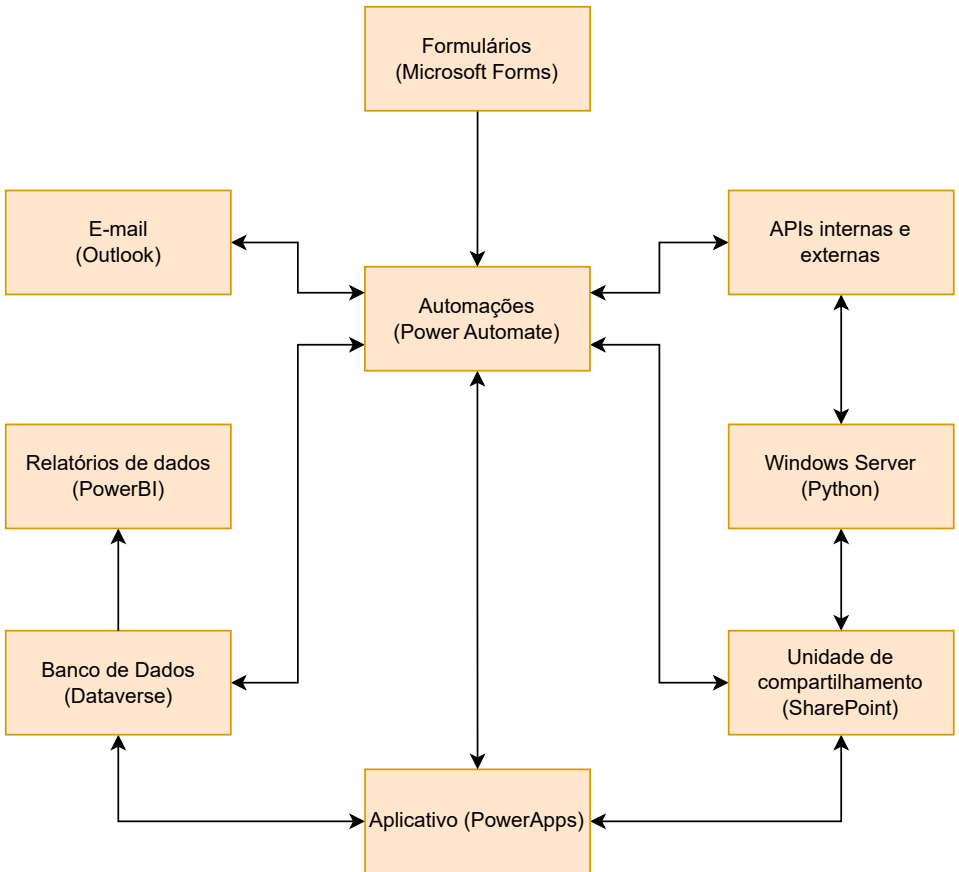 Formulários
(Microsoft Forms)
E-mail
(Outlook)
APIs internas e
externas
Automações
(Power Automate)
Relatórios de dados
(PowerBI)
Windows Server
(Python)
Banco de Dados
(Dataverse)
Unidade de
compartilhamento
(SharePoint)
Aplicativo (PowerApps)